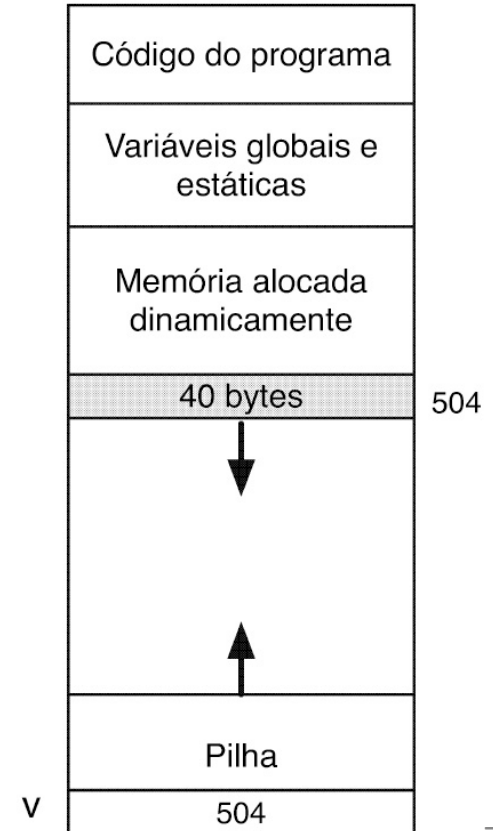 Código do programa
Variáveis globais e
estáticas
Memória alocada
dinamicamente
40 bytes
504
Pilha
v
504